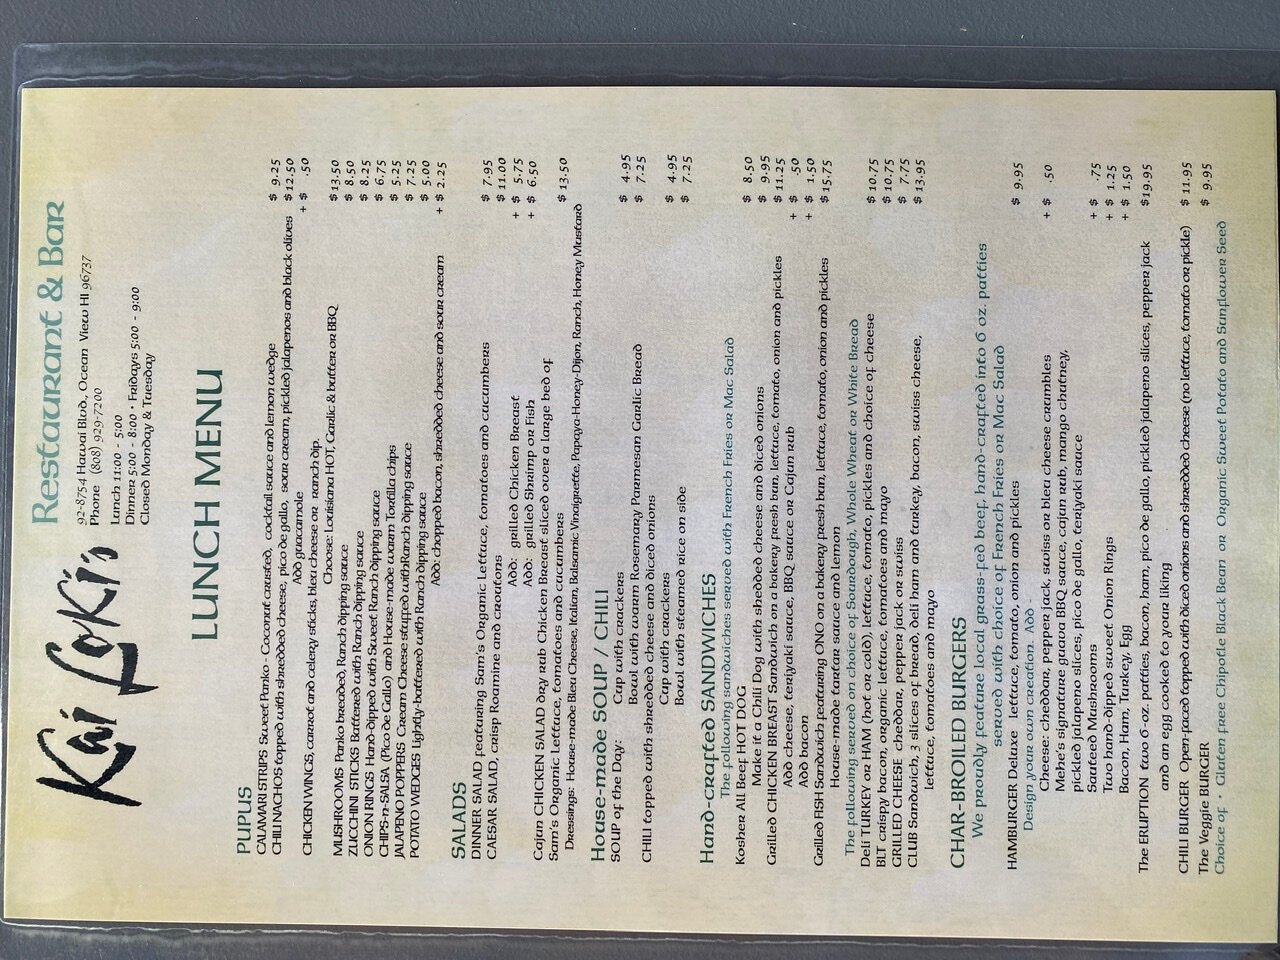 Kai Loki's
Restaurant & Bar
92-8754 Hawaii Blvd, Ocean View HI 96737
Phone (808) 929-7200
Lunch 11:00 - 5:00
Dinner 5:00 - 8:00 • Fridays 5:00 - 9:00
Closed Monday & Tuesday
LUNCH MENU
PUPUS
CALAMARI STRIPS Sweet Panko - Coconut crusted, cocktail sauce and lemon wedge $ 9.25
CHILI NACHOS topped with shredded cheese, pico de gallo, sour cream, picked jalapenos and black olives $12.50
Add guacamole + $ .50
CHICKEN WINGS, carrot and celery sticks, bleu cheese or ranch dip.
Choose: Louisiana HOT, Garlic & butter or BBQ $13.50
MUSHROOMS Panko breaded, Ranch dipping sauce $ 8.50
ZUCCHINI STICKS Battered with Ranch dipping sauce $ 8.25
ONION RINGS Hand-dipped with Sweet Ranch dipping sauce $ 6.75
CHIPS-n-SALSA (Pico De Gallo) and House-made warm Tortilla chips $ 5.25
JALAPENO POPPERS Cream Cheese stuffed with Ranch dipping sauce $ 7.25
POTATO WEDGES Lightly-battered with Ranch dipping sauce $ 5.00
Add: chopped bacon, shredded cheese and sour cream + $ 2.25
SALADS
DINNER SALAD featuring Sam's Organic Lettuce, tomatoes and cucumbers $ 7.95
CAESAR SALAD, crisp Romaine and croutons $ 11.00
Add: grilled Chicken Breast + $ 5.75
Add: grilled Shrimp or Fish + $ 6.50
Cajun CHICKEN SALAD dry rub Chicken Breast sliced over a large bed of
Sam's Organic Lettuce, tomatoes and cucumbers $ 13.50
Dressings: House-made Bleu Cheese, Italian, Balsamic Vinaigrette, Papaya-Honey-Dijon, Ranch, Honey Mustard
House-made SOUP / CHILI
SOUP of the Day: Cup with crackers $ 4.95
Bowl with warm Rosemary Parmesan Garlic Bread $ 7.25
CHILI topped with shredded cheese and diced onions
Cup with crackers $ 4.95
Bowl with steamed rice on side $ 7.25
Hand-crafted SANDWICHES
The following sandwiches served with French Fries or Mac Salad
Kosher All Beef HOT DOG $ 8.50
Make it a Chili Dog with shedded cheese and diced onions $ 9.95
Grilled CHICKEN BREAST Sandwich on a bakery fresh bun, lettuce, tomato, onion and pickles $ 11.25
Add cheese, teriyaki sauce, BBQ sauce or Cajun rub + $ .50
Add bacon + $ 1.50
Grilled FISH Sandwich featuring ONO on a bakery fresh bun, lettuce, tomato, onion and pickles $15.75
House-made tartar sauce and lemon
The following served on choice of Sourdough, Whole Wheat or White Bread
Deli TURKEY or HAM (hot or cold), lettuce, tomato, pickles and choice of cheese $ 10.75
BLT crispy bacon, organic lettuce, tomatoes and mayo $ 10.75
GRILLED CHEESE cheddar, pepper jack or swiss $ 7.75
CLUB Sandwich, 3 slices of bread, deli ham and turkey, bacon, swiss cheese, $ 13.95
lettuce, tomatoes and mayo
CHAR-BROILED BURGERS
We proudly feature local grass-fed beef, hand-crafted into 6 oz. patties
served with choice of French Fries or Mac Salad
HAMBURGER Deluxe lettuce, tomato, onion and pickles $ 9.95
Design your own creation. Add -
Cheese: cheddar, pepper jack, swiss or bleu cheese crumbles + $ .50
Mehe's signature guava BBQ sauce, cajun rub, mango chutney,
pickled jalapeno slices, pico de gallo, teriyaki sauce
Sauteed Mushrooms + $ .75
Two hand-dipped sweet Onion Rings + $ 1.25
Bacon, Ham, Turkey, Egg + $ 1.50
The ERUPTION two 6-oz. patties, bacon, ham, pico de gallo, pickled jalapeno slices, pepper jack $19.95
and an egg cooked to your liking
CHILI BURGER Open-faced topped with diced onions and shredded cheese (no lettuce, tomato or pickle) $ 11.95
The Veggie BURGER $ 9.95
Choice of • Gluten free Chipotle Black Bean or Organic Sweet Potato and Sunflower Seed